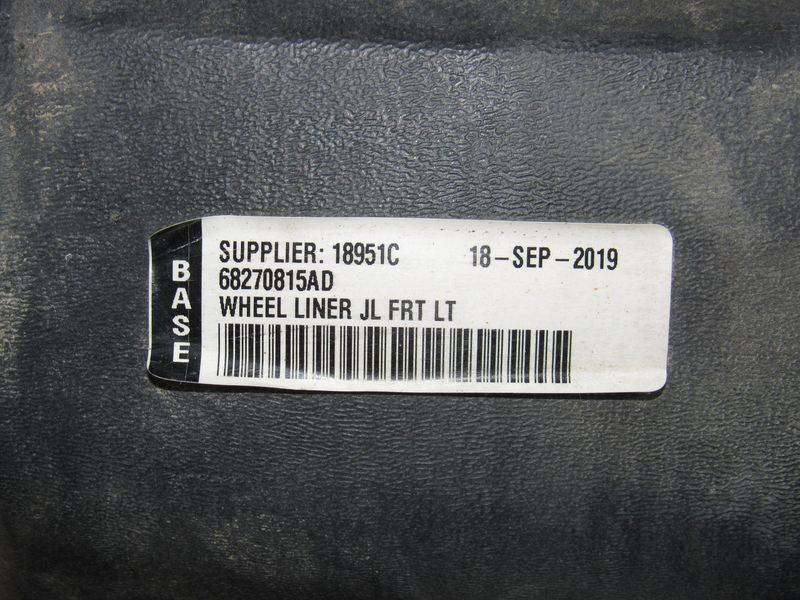 BASE
SUPPLIER: 18951C 18-SEP-2019
68270815AD
WHEEL LINER JL FRT LT